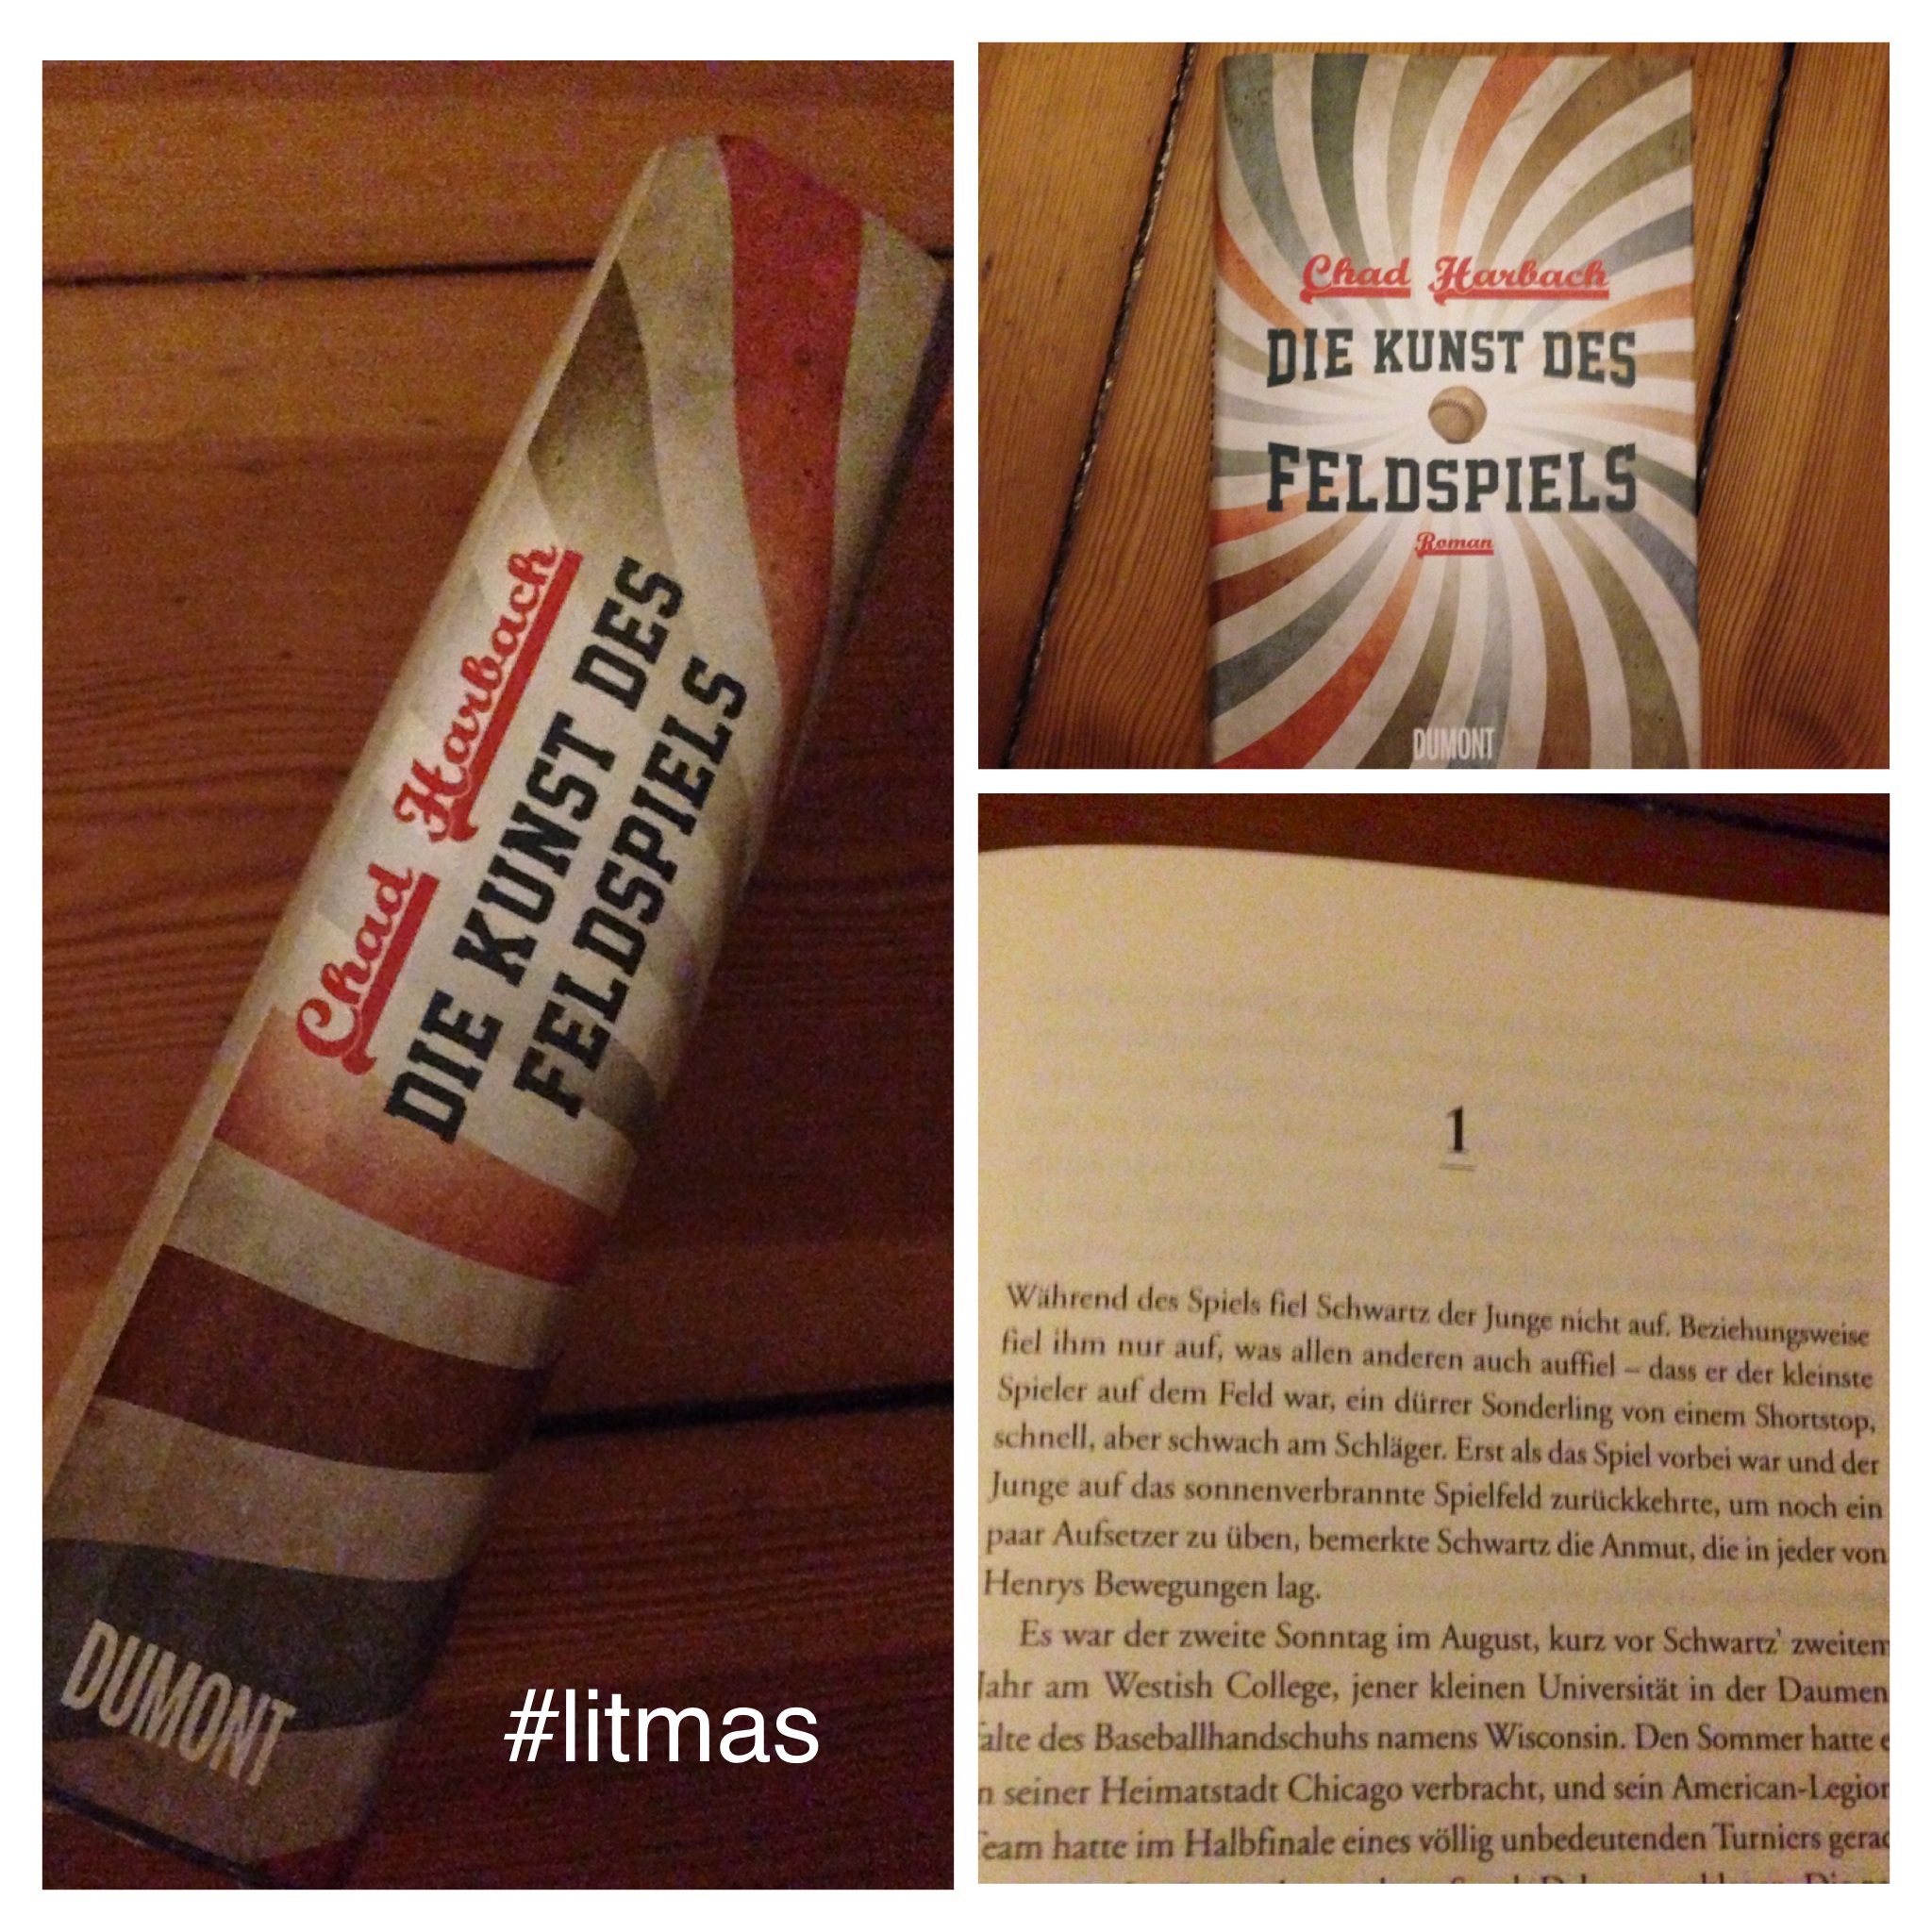 Chad Harbach
DIE KUNST DES
FELDSPIELS
DUMONT
#litmas
Chad Harbach
DIE KUNST DES
FELDSPIELS
Roman
DUMONT
1
Während des Spiels fiel Schwartz der Junge nicht auf. Beziehungsweise
fiel ihm nur auf, was allen anderen auch auffiel – dass er der kleinste
Spieler auf dem Feld war, ein dürrer Sonderling von einem Shortstop,
schnell, aber schwach am Schläger. Erst als das Spiel vorbei war und der
Junge auf das sonnenverbrannte Spielfeld zurückkehrte, um noch ein
paar Aufsetzer zu üben, bemerkte Schwartz die Anmut, die in jeder von
Henrys Bewegungen lag.
Es war der zweite Sonntag im August, kurz vor Schwartz' zweitem
Jahr am Westish College, jener kleinen Universität in der Daumen
alte des Baseballhandschuhs namens Wisconsin. Den Sommer hatte e
n seiner Heimatstadt Chicago verbracht, und sein American-Legion
Team hatte im Halbfinale eines völlig unbedeutenden Turniers gerad